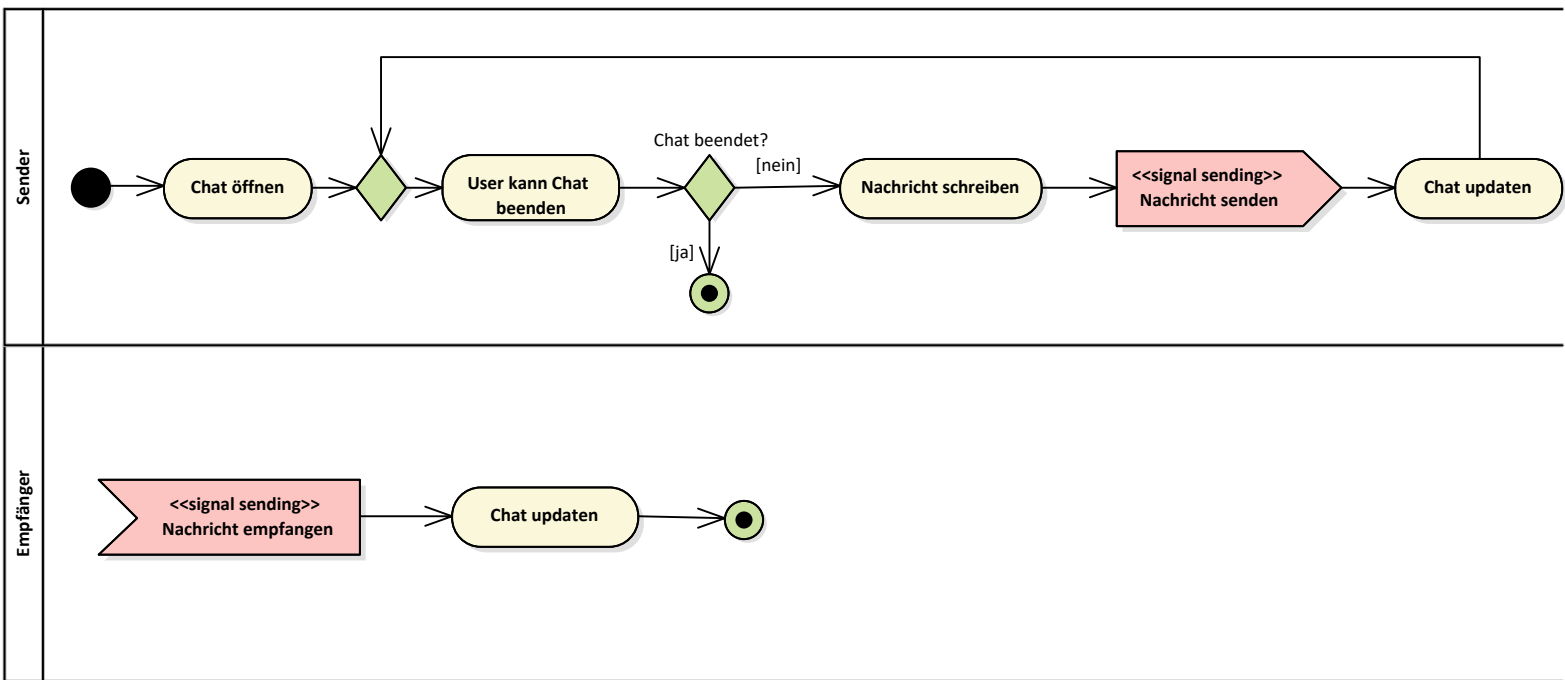 Sender
Chat öffnen
User kann Chat
beenden
Chat beendet?
[nein]
[ja]
Nachricht schreiben
<<signal sending>>
Nachricht senden
Chat updaten
Empfänger
<<signal sending>>
Nachricht empfangen
Chat updaten